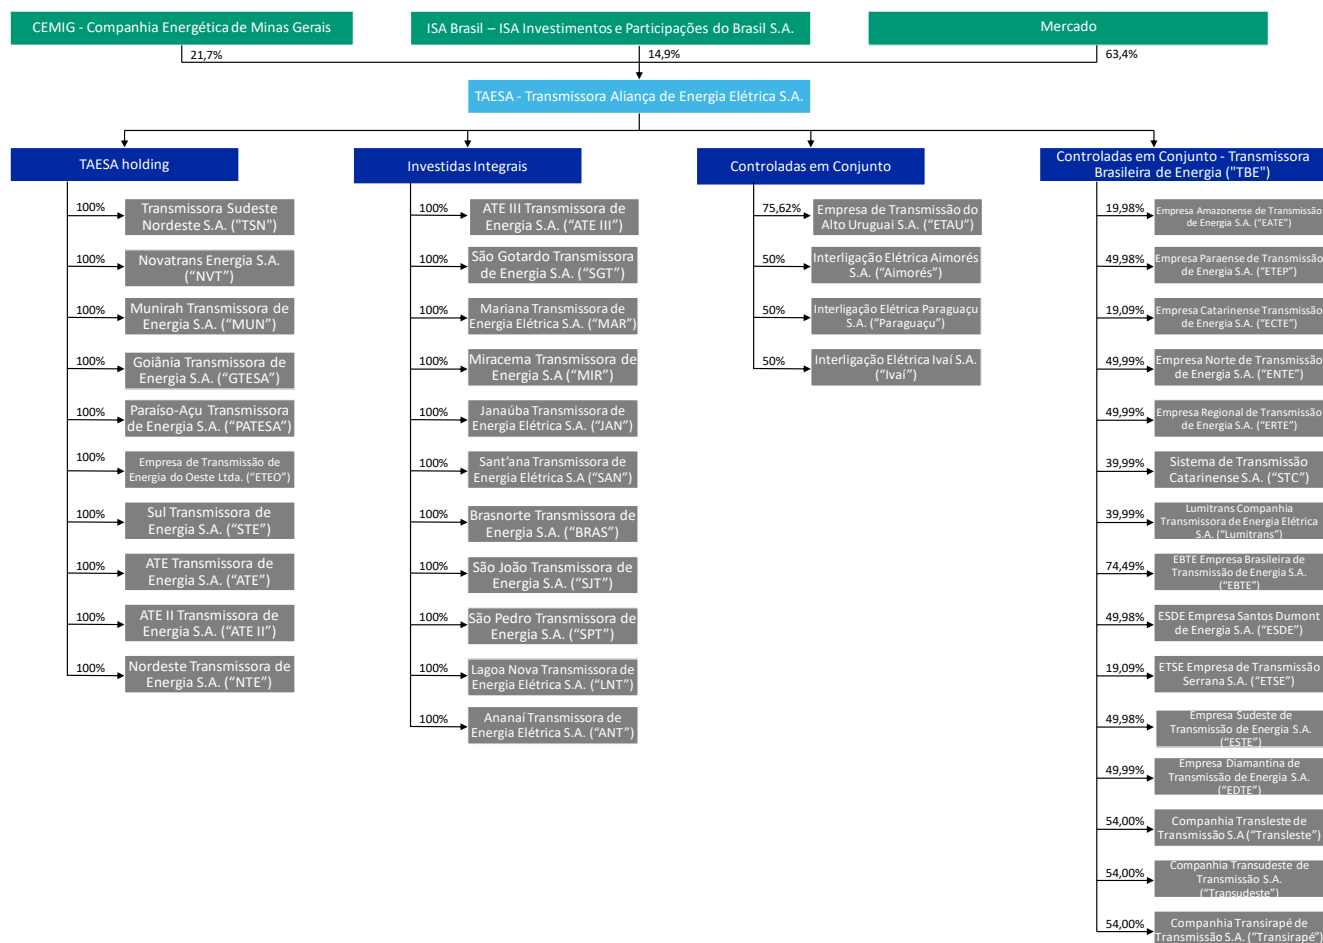 CEMIG - Companhia Energética de Minas Gerais
ISA Brasil – ISA Investimentos e Participações do Brasil S.A.
Mercado
21,7%
14,9%
63,4%
TAESA - Transmissora Aliança de Energia Elétrica S.A.
TAESA holding
100%
Transmissora Sudeste
Nordeste S.A. ("TSN")
100%
Novatrans Energia S.A.
(“NVT”)
100%
Munirah Transmissora de
Energia S.A. (“MUN”)
100%
Goiânia Transmissora de
Energia S.A. (“GTESA”)
100%
Paraíso-Açu Transmissora
de Energia S.A. (“PATESA”)
100%
Empresa de Transmissão de
Energia do Oeste Ltda. (“ETEO”)
100%
Sul Transmissora de
Energia S.A. (“STE”)
100%
ATE Transmissora de
Energia S.A. (“ATE”)
100%
ATE II Transmissora de
Energia S.A. (“ATE II”)
100%
Nordeste Transmissora de
Energia S.A. (“NTE”)
Investidas Integrais
100%
ATE III Transmissora de
Energia S.A. (“ATE III”)
100%
São Gotardo Transmissora
de Energia S.A. (“SGT”)
100%
Mariana Transmissora de
Energia Elétrica S.A. (“MAR”)
100%
Miracema Transmissora de
Energia S.A (“MIR”)
100%
Janaúba Transmissora de
Energia Elétrica S.A. (“JAN”)
100%
Sant’ana Transmissora de
Energia Elétrica S.A (“SAN”)
100%
Brasnorte Transmissora de
Energia S.A. (“BRAS”)
100%
São João Transmissora de
Energia S.A. (“SJT”)
100%
São Pedro Transmissora de
Energia S.A. (“SPT”)
100%
Lagoa Nova Transmissora de
Energia Elétrica S.A. (“LNT”)
100%
Ananaí Transmissora de
Energia Elétrica S.A. (“ANT”)
Controladas em Conjunto
75,62%
Empresa de Transmissão do
Alto Uruguai S.A. (“ETAU”)
50%
Interligação Elétrica Aimorés
S.A. (“Aimorés”)
50%
Interligação Elétrica Paraguaçu
S.A. (“Paraguaçu”)
50%
Interligação Elétrica Ivaí S.A.
(“Ivaí”)
Controladas em Conjunto - Transmissora
Brasileira de Energia ("TBE")
19,98%
Empresa Amazonense de Transmissão
de Energia S.A. (“EATE”)
49,98%
Empresa Paraense de Transmissão
de Energia S.A. (“ETEP”)
19,09%
Empresa Catarinense Transmissão
de Energia S.A. (“ECTE”)
49,99%
Empresa Norte de Transmissão
de Energia S.A. (“ENTE”)
49,99%
Empresa Regional de Transmissão
de Energia S.A. (“ERTE”)
39,99%
Sistema de Transmissão
Catarinense S.A. (“STC”)
39,99%
Lumitrans Companhia
Transmissora de Energia Elétrica
S.A. (“Lumitrans”)
74,49%
EBTE Empresa Brasileira de
Transmissão de Energia S.A.
(“EBTE”)
49,98%
ESDE Empresa Santos Dumont
de Energia S.A. (“ESDE”)
19,09%
ETSE Empresa de Transmissão
Serrana S.A. (“ETSE”)
49,98%
Empresa Sudeste de
Transmissão de Energia S.A.
(“ESTE”)
49,99%
Empresa Diamantina de
Transmissão de Energia S.A.
(“EDTE”)
54,00%
Companhia Transleste de
Transmissão S.A (“Transleste”)
54,00%
Companhia Transudeste de
Transmissão S.A.
(“Transudeste”)
54,00%
Companhia Transirapé de
Transmissão S.A. (“Transirapé”)